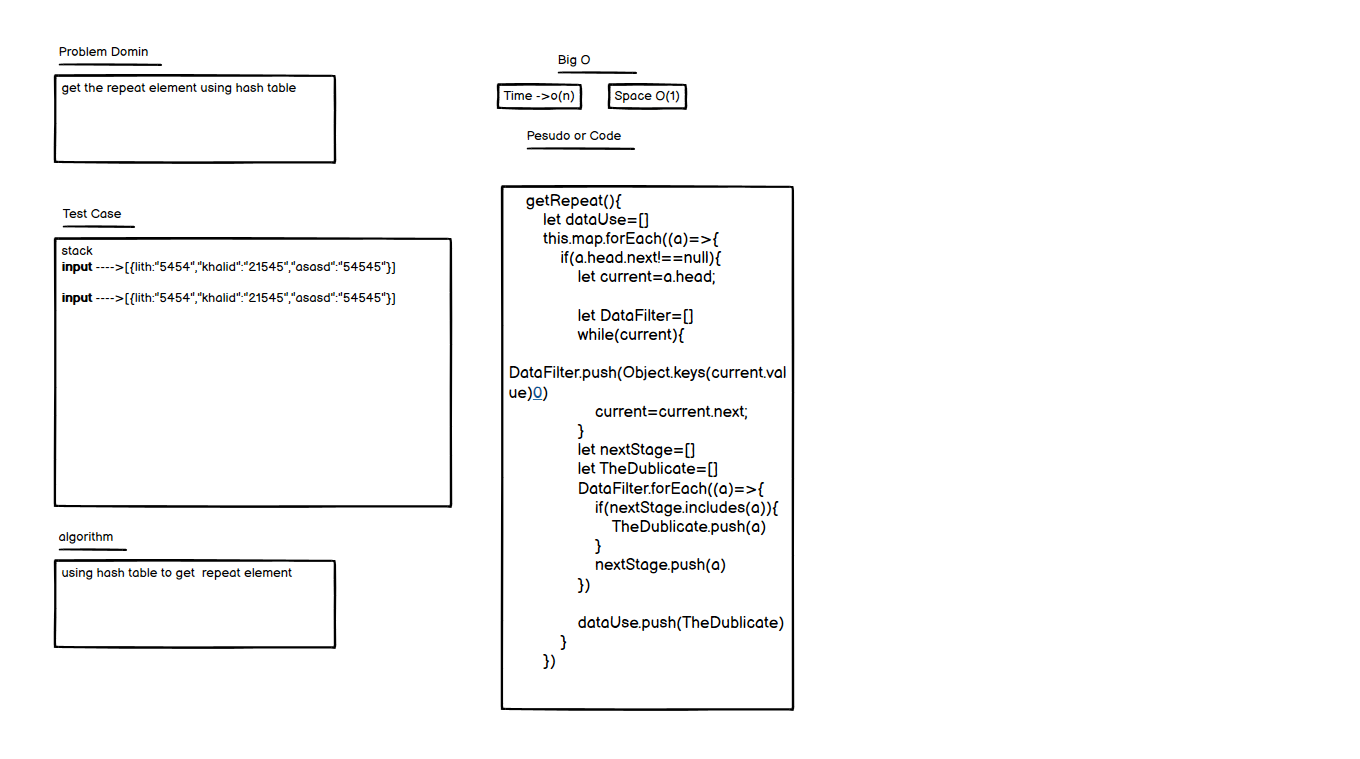 Problem Domin
get the repeat element using hash table
Test Case
stack
input ---->[{lith:"5454","khalid":"21545","asasd":"54545"}]
input ---->[{lith:"5454","khalid":"21545","asasd":"54545"}]
algorithm
using hash table to get  repeat element
Big O
Time ->o(n)
Space O(1)
Pesudo or Code
getRepeat(){
let dataUse=[]
this.map.forEach((a)=>{
if(a.head.next!==null){
let current=a.head;
let DataFilter=[]
while(current){
DataFilter.push(Object.keys(current.val
ue)0)
current=current.next;
}
let nextStage=[]
let TheDublicate=[]
DataFilter.forEach((a)=>{
if(nextStage.includes(a)){
TheDublicate.push(a)
}
nextStage.push(a)
})
dataUse.push(TheDublicate)
}
})